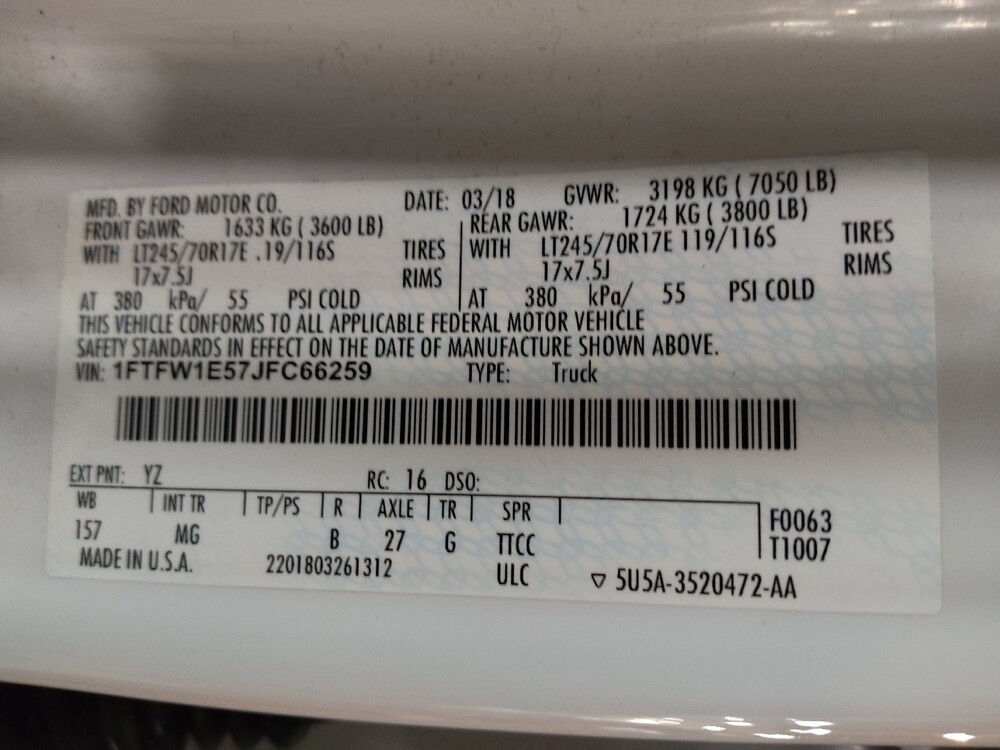 MFD. BY FORD MOTOR CO. DATE: 03/18 GVWR: 3198 KG ( 7050 LB)
FRONT GAWR: 1633 KG ( 3600 LB) REAR GAWR: 1724 KG ( 3800 LB)
WITH LT245/70R17E .19/116S TIRES WITH LT245/70R17E 119/116S TIRES
17x7.5J RIMS 17x7.5J RIMS
AT 380 kPa/ 55 PSI COLD AT 380 kPa/ 55 PSI COLD
THIS VEHICLE CONFORMS TO ALL APPLICABLE FEDERAL MOTOR VEHICLE
SAFETY STANDARDS IN EFFECT ON THE DATE OF MANUFACTURE SHOWN ABOVE.
VIN: 1FTFW1E57JFC66259 TYPE: Truck
EXT PNT: YZ RC: 16 DSO:
WB INT TR TP/PS R AXLE TR SPR F0063
157 MG B 27 G TTCC T1007
MADE IN U.S.A. 2201803261312 ULC ▽ 5U5A-3520472-AA